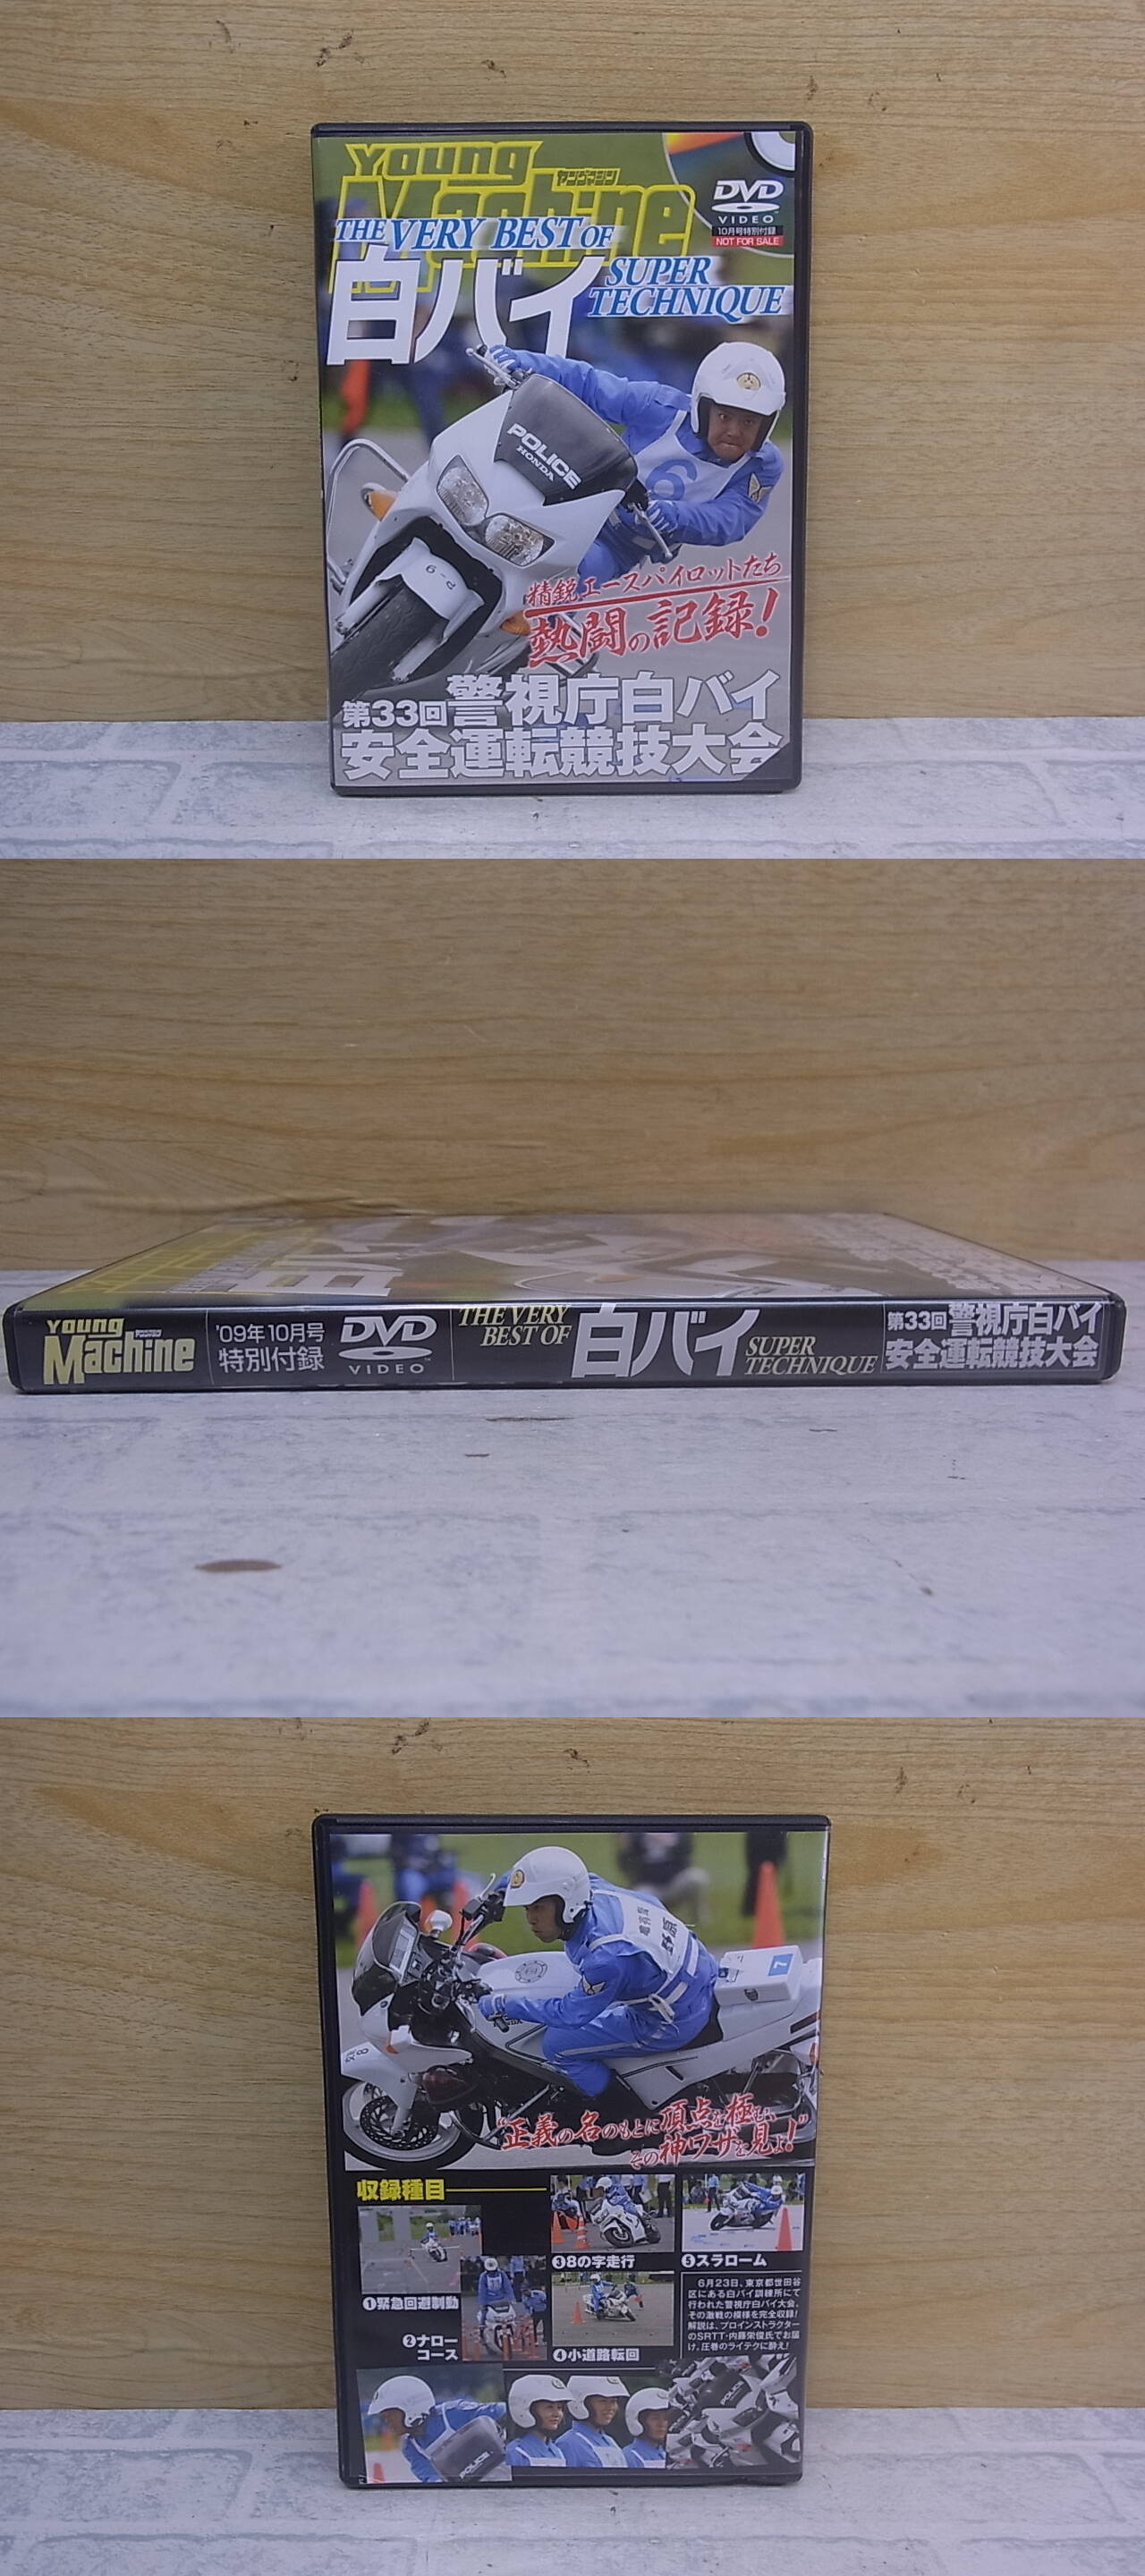 Young
Machine
ヤングマシン
DVD
VIDEO
10月号特別付録
NOT FOR SALE
THE VERY BEST OF
白バイ
SUPER
TECHNIQUE
POLICE
HONDA
6
精鋭エースパイロットたち
熱闘の記録!
第33回警視庁白バイ
安全運転競技大会
Young
Machine
'09年10月号
特別付録
DVD
VIDEO
THE VERY
BEST OF
白バイ
SUPER
TECHNIQUE
第33回警視庁白バイ
安全運転競技大会
7
"正義の名のもとに頂点を極む、
その神ワザを見よ!"
収録種目
❶緊急回避制動
❷ナロー
コース
❸8の字走行
❹小道路転回
❺スラローム
6月23日、東京都世田谷
区にある白バイ訓練所にて
行われた警視庁白バイ大会、
その激戦の模様を完全収録!
解説は、プロインストラクター
のSRTT・内藤栄俊氏でお届
け。圧巻のライテクに酔え!
POLICE
POLICE